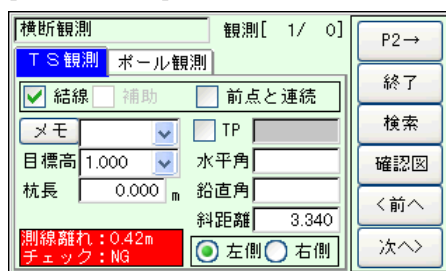 横断観測 観測[ 1/ 0]
TS観測 ポール観測
結線 補助 前点と連続
メモ TP
目標高 1.000 水平角
杭長 0.000 m 鉛直角
斜距離 3.340
測線離れ:0.42m
チェック:NG
左側 右側
P2→
終了
検索
確認図
<前へ
次へ>